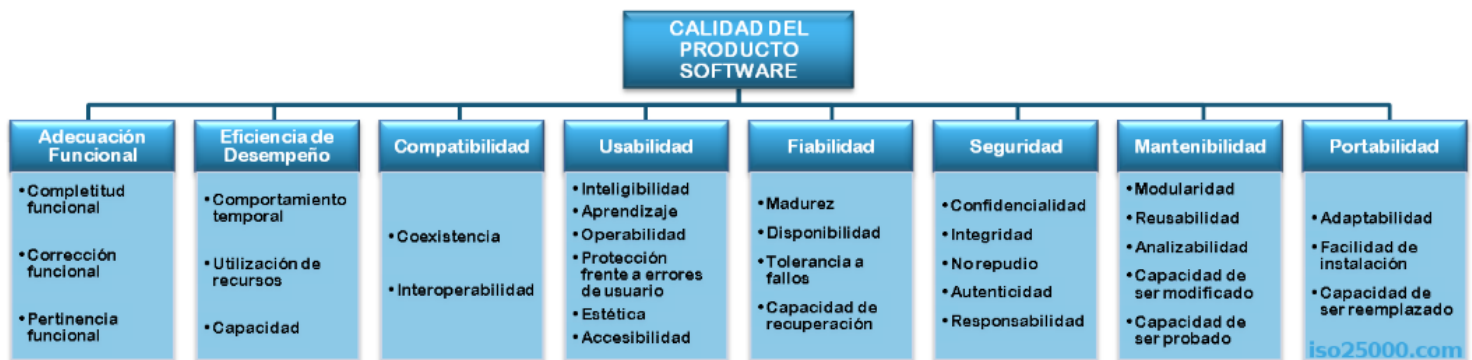 CALIDAD DEL
PRODUCTO
SOFTWARE
Adecuación
Funcional
• Completitud
funcional
• Corrección
funcional
• Pertinencia
funcional
Eficiencia de
Desempeño
• Comportamiento
temporal
• Utilización de
recursos
• Capacidad
Compatibilidad
• Coexistencia
• Interoperabilidad
Usabilidad
• Inteligibilidad
• Aprendizaje
• Operabilidad
• Protección
frente a errores
de usuario
• Estética
• Accesibilidad
Fiabilidad
• Madurez
• Disponibilidad
• Tolerancia a
fallos
• Capacidad de
recuperación
Seguridad
• Confidencialidad
• Integridad
• No repudio
• Autenticidad
• Responsabilidad
Mantenibilidad
• Modularidad
• Reusabilidad
• Analizabilidad
• Capacidad de
ser modificado
• Capacidad de
ser probado
Portabilidad
• Adaptabilidad
• Facilidad de
instalación
• Capacidad de
ser reemplazado
iso25000.com